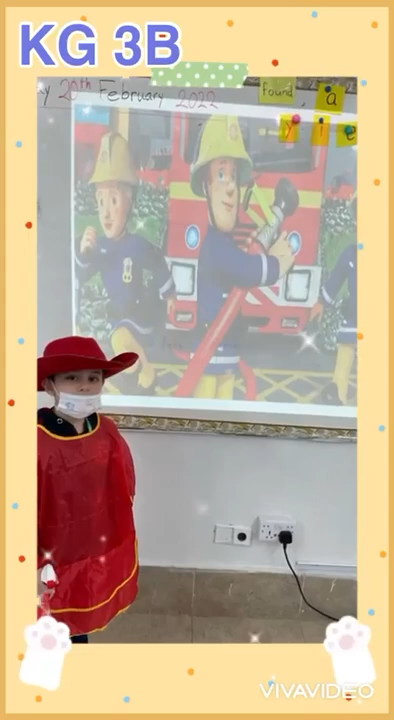 KG 3B
y 20th February 2022
found
a
y i e
VIVAVIDEO